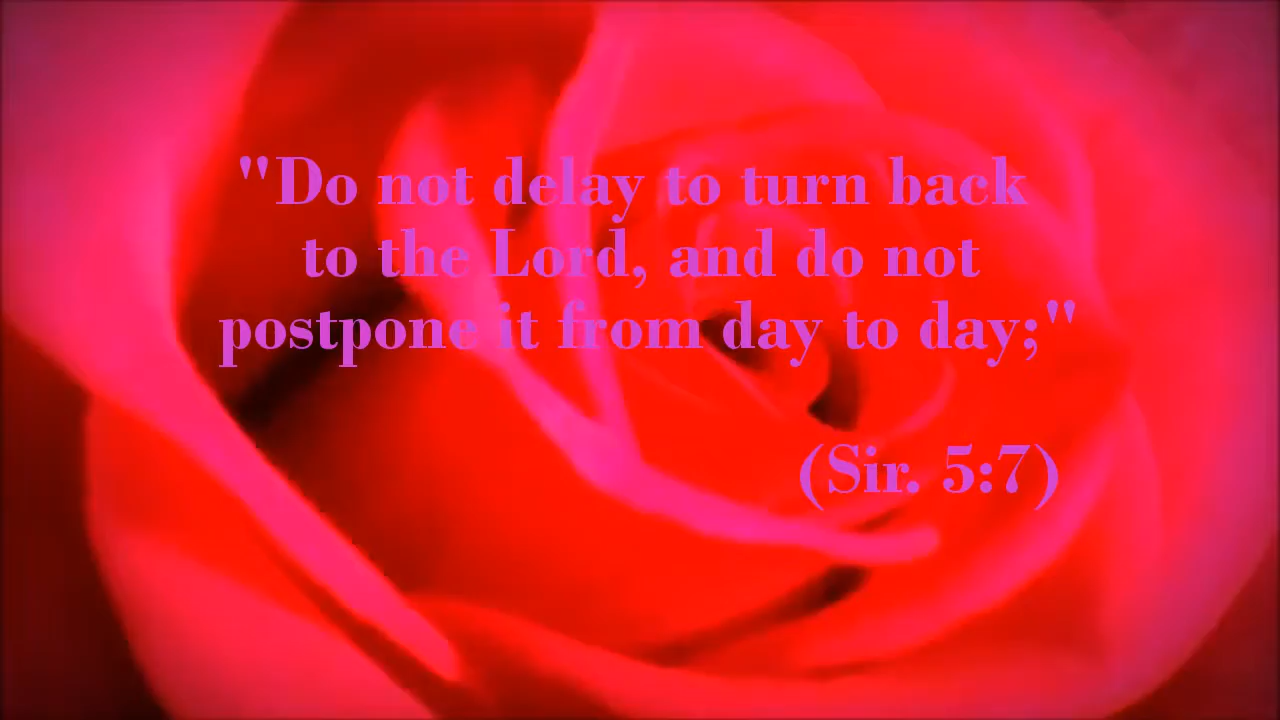 "Do not delay to turn back
to the Lord, and do not
postpone it from day to day;"
(Sir. 5:7)